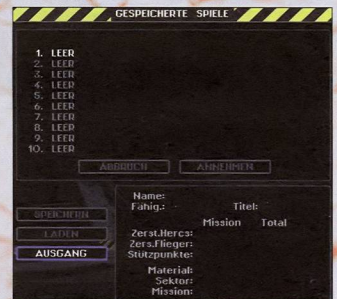 GESPEICHERTE SPIELE
1. LEER
2. LEER
3. LEER
4. LEER
5. LEER
6. LEER
7. LEER
8. LEER
9. LEER
10. LEER
ABBRUCH ANNEHMEN
SPEICHERN
LADEN
AUSGANG
Name:
Fähig.: Titel:
Mission Total
Zerst.Hercs:
Zers.Flieger:
Stützpunkte:
Material:
Sektor:
Mission: